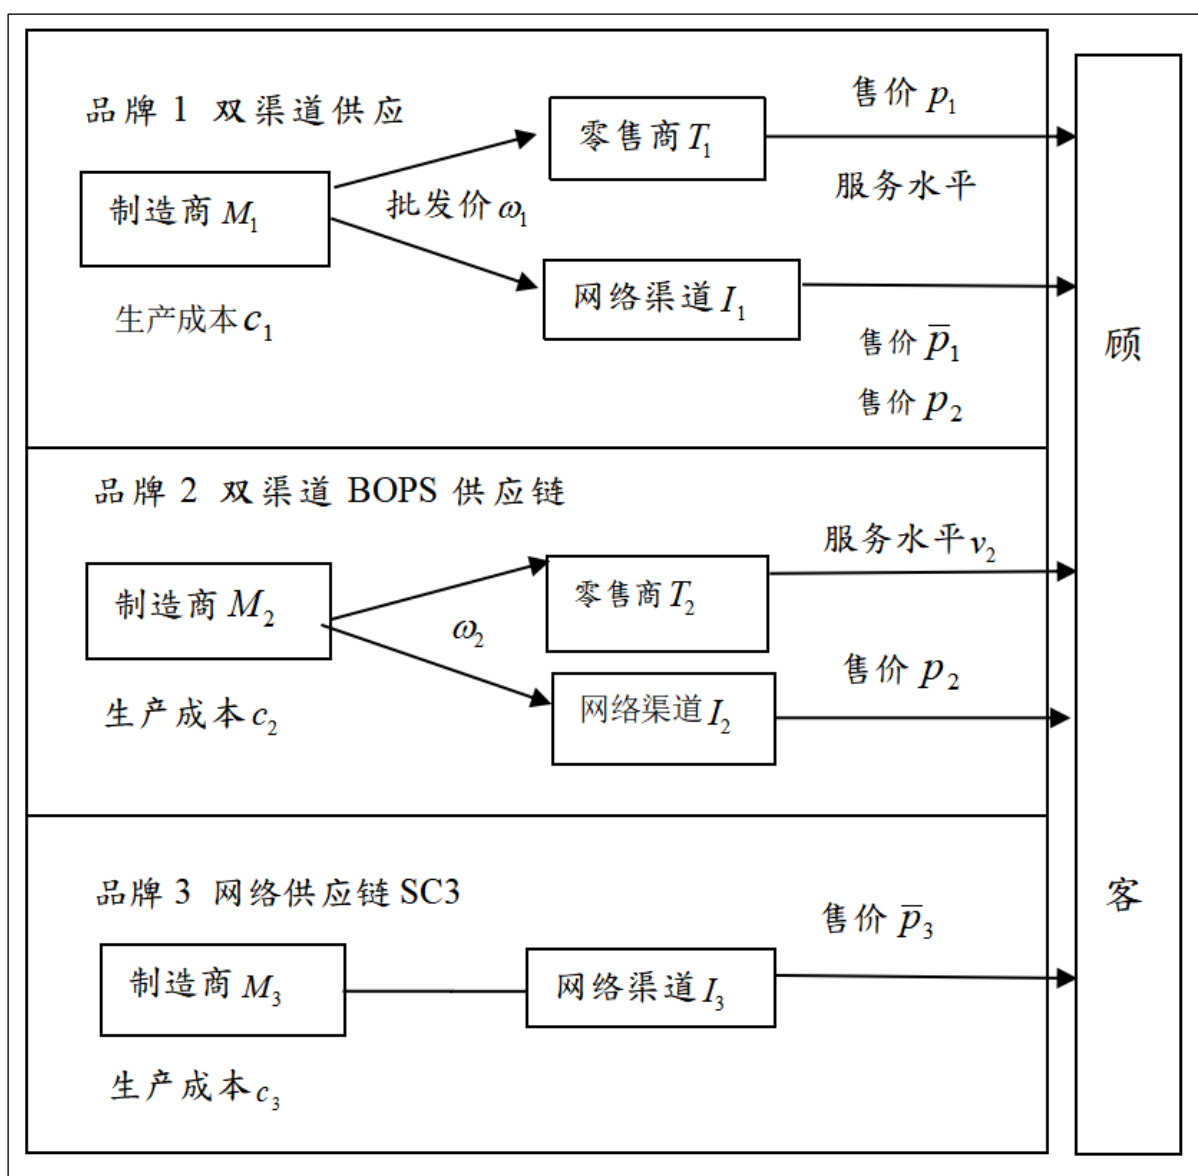 品牌 1 双渠道供应
售价 p₁
零售商 T₁
制造商 M₁
批发价 ω₁
服务水平
网络渠道 I₁
生产成本 c₁
售价 p̅₁
售价 p₂
品牌 2 双渠道 BOPS 供应链
服务水平 v₂
制造商 M₂
零售商 T₂
ω₂
售价 p₂
生产成本 c₂
网络渠道 I₂
品牌 3 网络供应链 SC3
售价 p̅₃
制造商 M₃
网络渠道 I₃
生产成本 c₃
顾
客